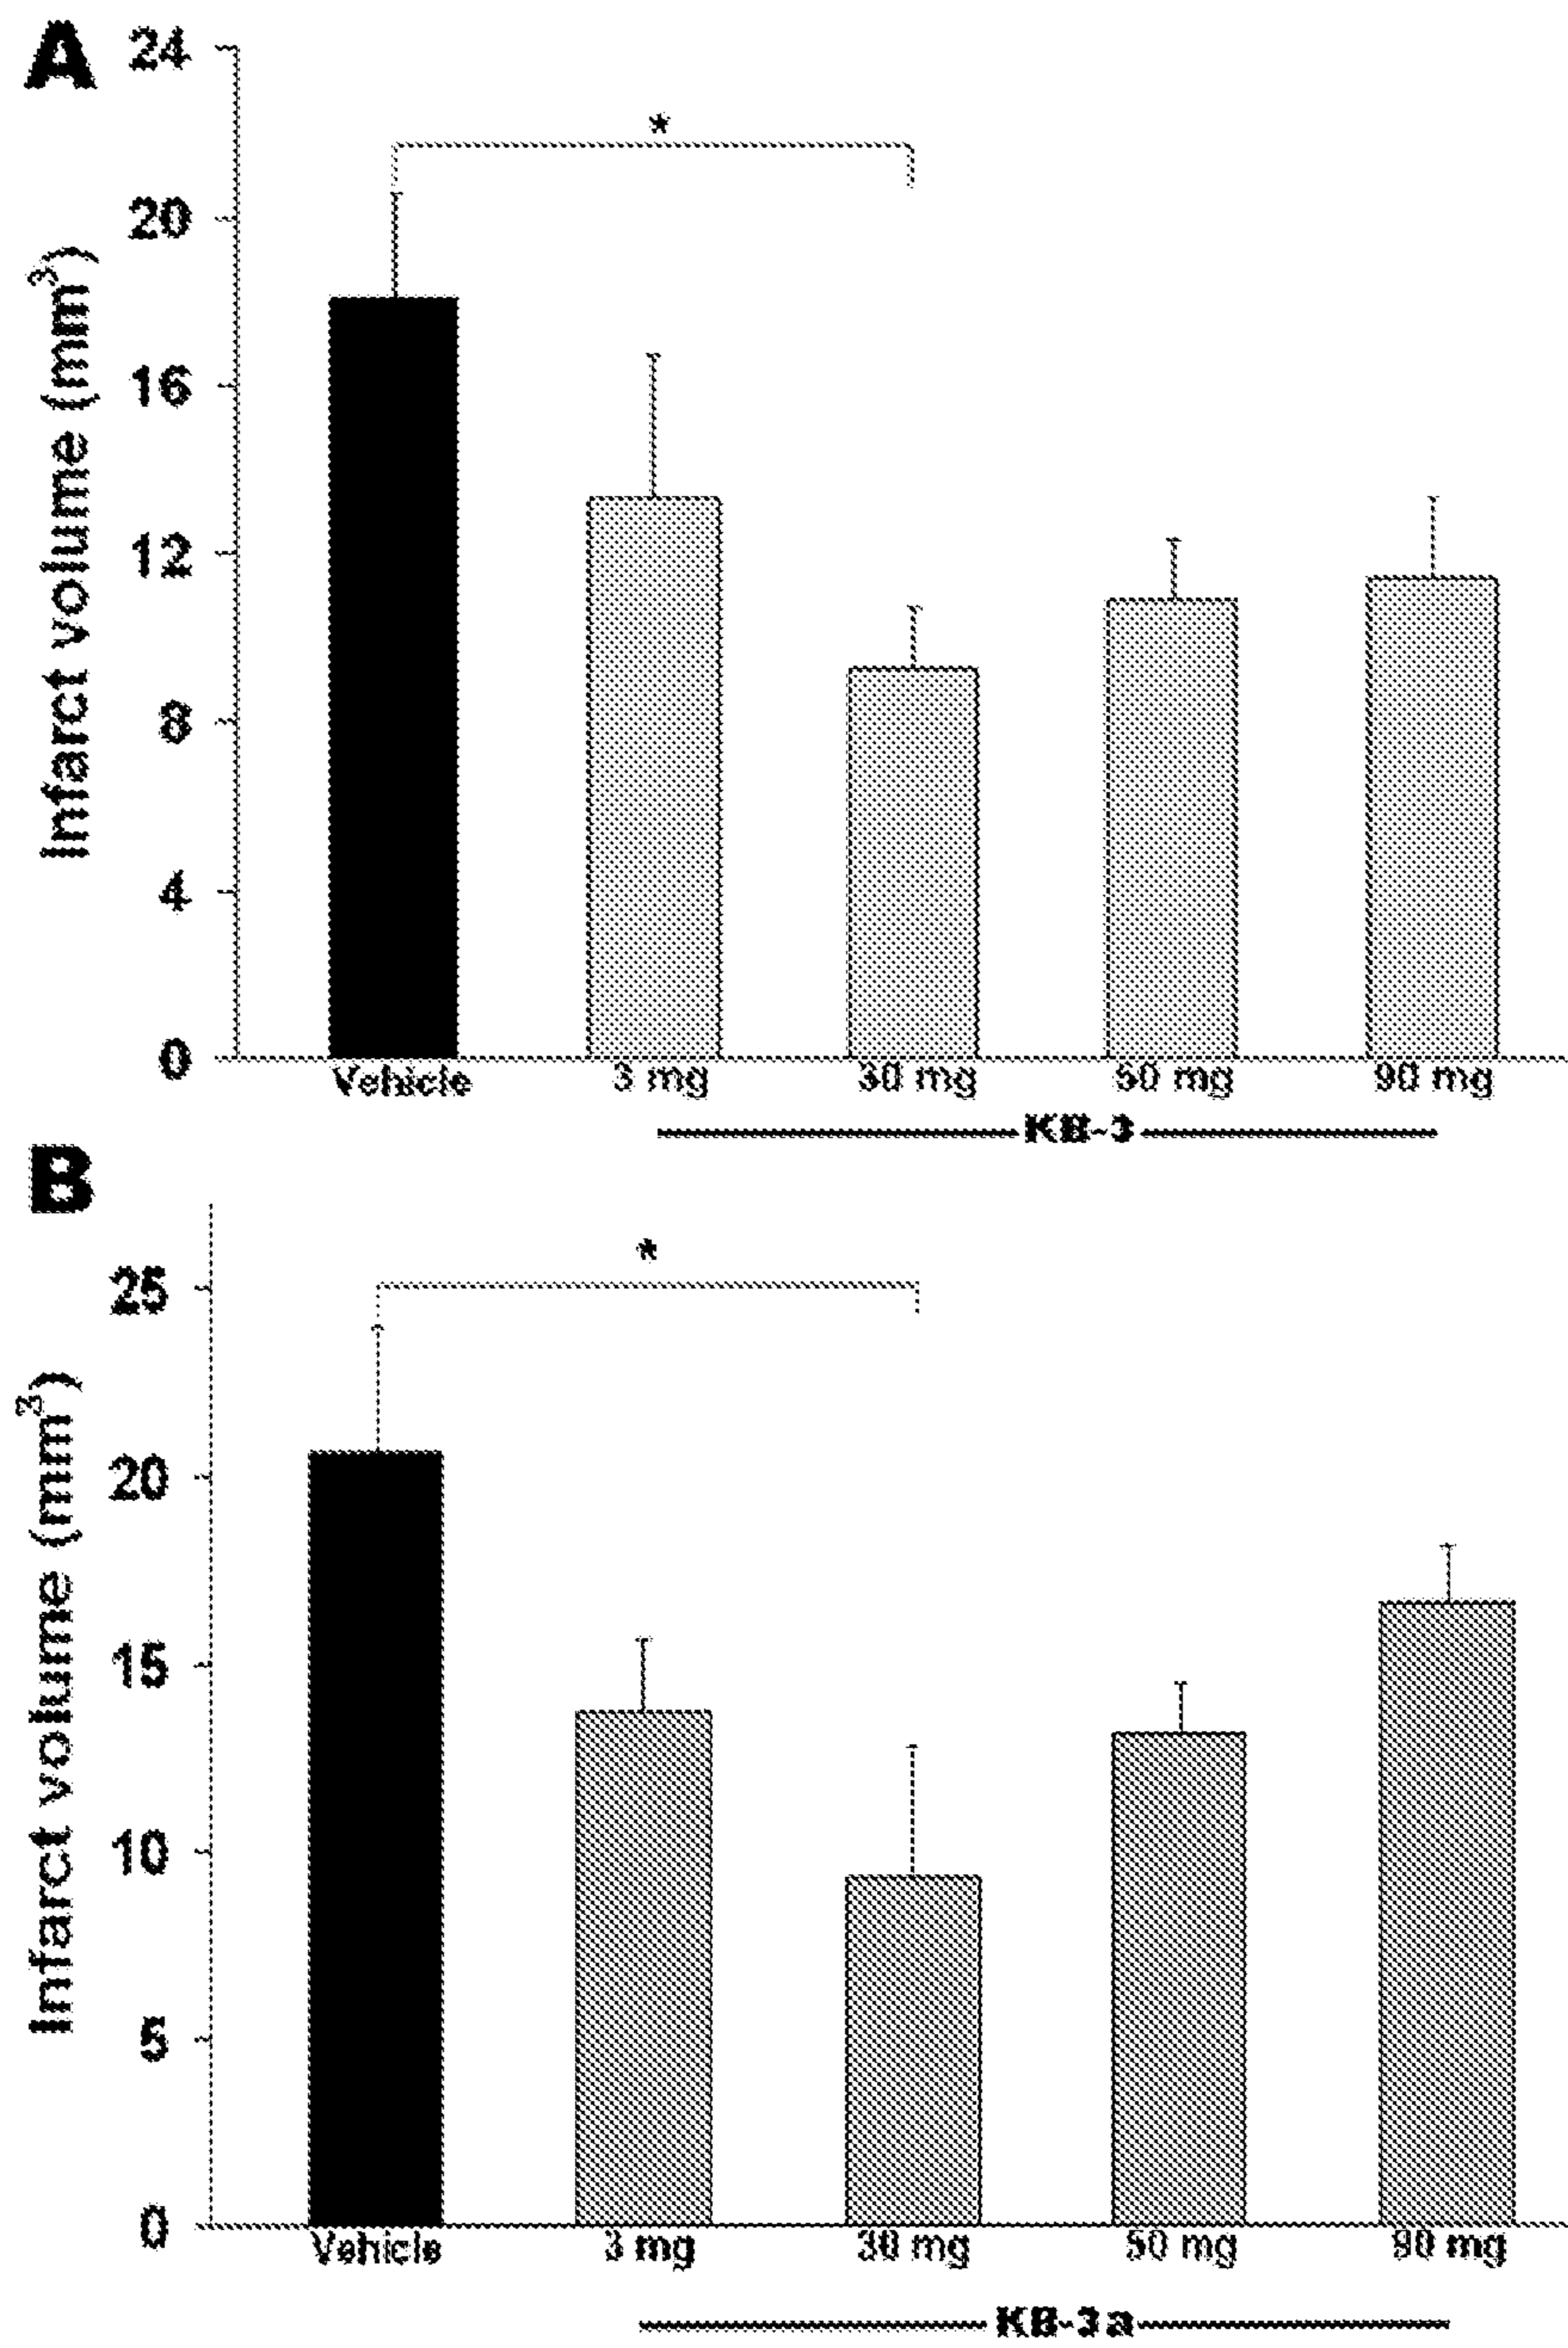 A
24
*
20
16
12
8
4
0
Infarct volume (mm³)
Vehicle 3 mg 30 mg 50 mg 90 mg
KB-3
B
25
*
20
15
10
5
0
Infarct volume (mm³)
Vehicle 3 mg 30 mg 50 mg 90 mg
KB-3a